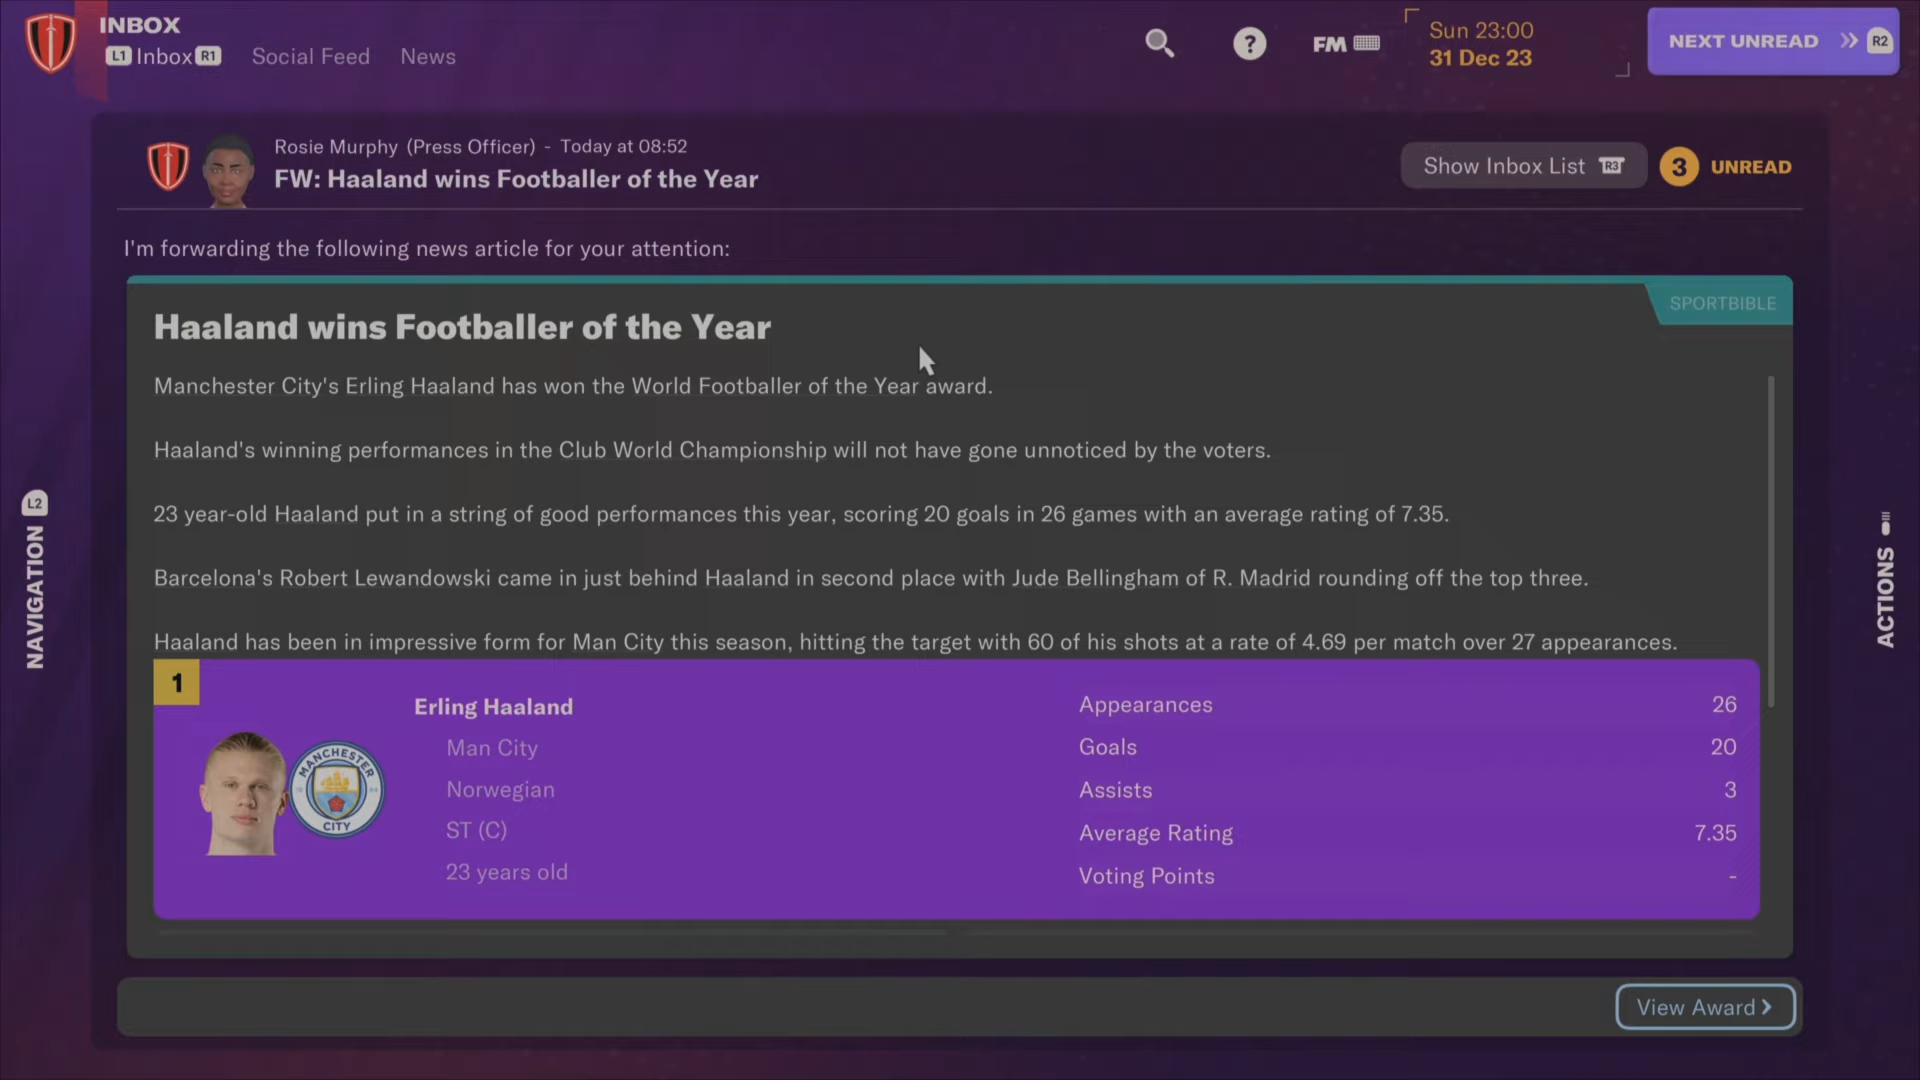 INBOX
L1 Inbox R1 Social Feed News
?
FM
Sun 23:00
31 Dec 23
NEXT UNREAD R2
Rosie Murphy (Press Officer) - Today at 08:52
FW: Haaland wins Footballer of the Year
Show Inbox List R3
3 UNREAD
I'm forwarding the following news article for your attention:
SPORTBIBLE
Haaland wins Footballer of the Year
Manchester City's Erling Haaland has won the World Footballer of the Year award.
Haaland's winning performances in the Club World Championship will not have gone unnoticed by the voters.
23 year-old Haaland put in a string of good performances this year, scoring 20 goals in 26 games with an average rating of 7.35.
Barcelona's Robert Lewandowski came in just behind Haaland in second place with Jude Bellingham of R. Madrid rounding off the top three.
Haaland has been in impressive form for Man City this season, hitting the target with 60 of his shots at a rate of 4.69 per match over 27 appearances.
1
Erling Haaland
Man City
Norwegian
ST (C)
23 years old
MANCHESTER
CITY
Appearances 26
Goals 20
Assists 3
Average Rating 7.35
Voting Points -
View Award
L2
NAVIGATION
ACTIONS